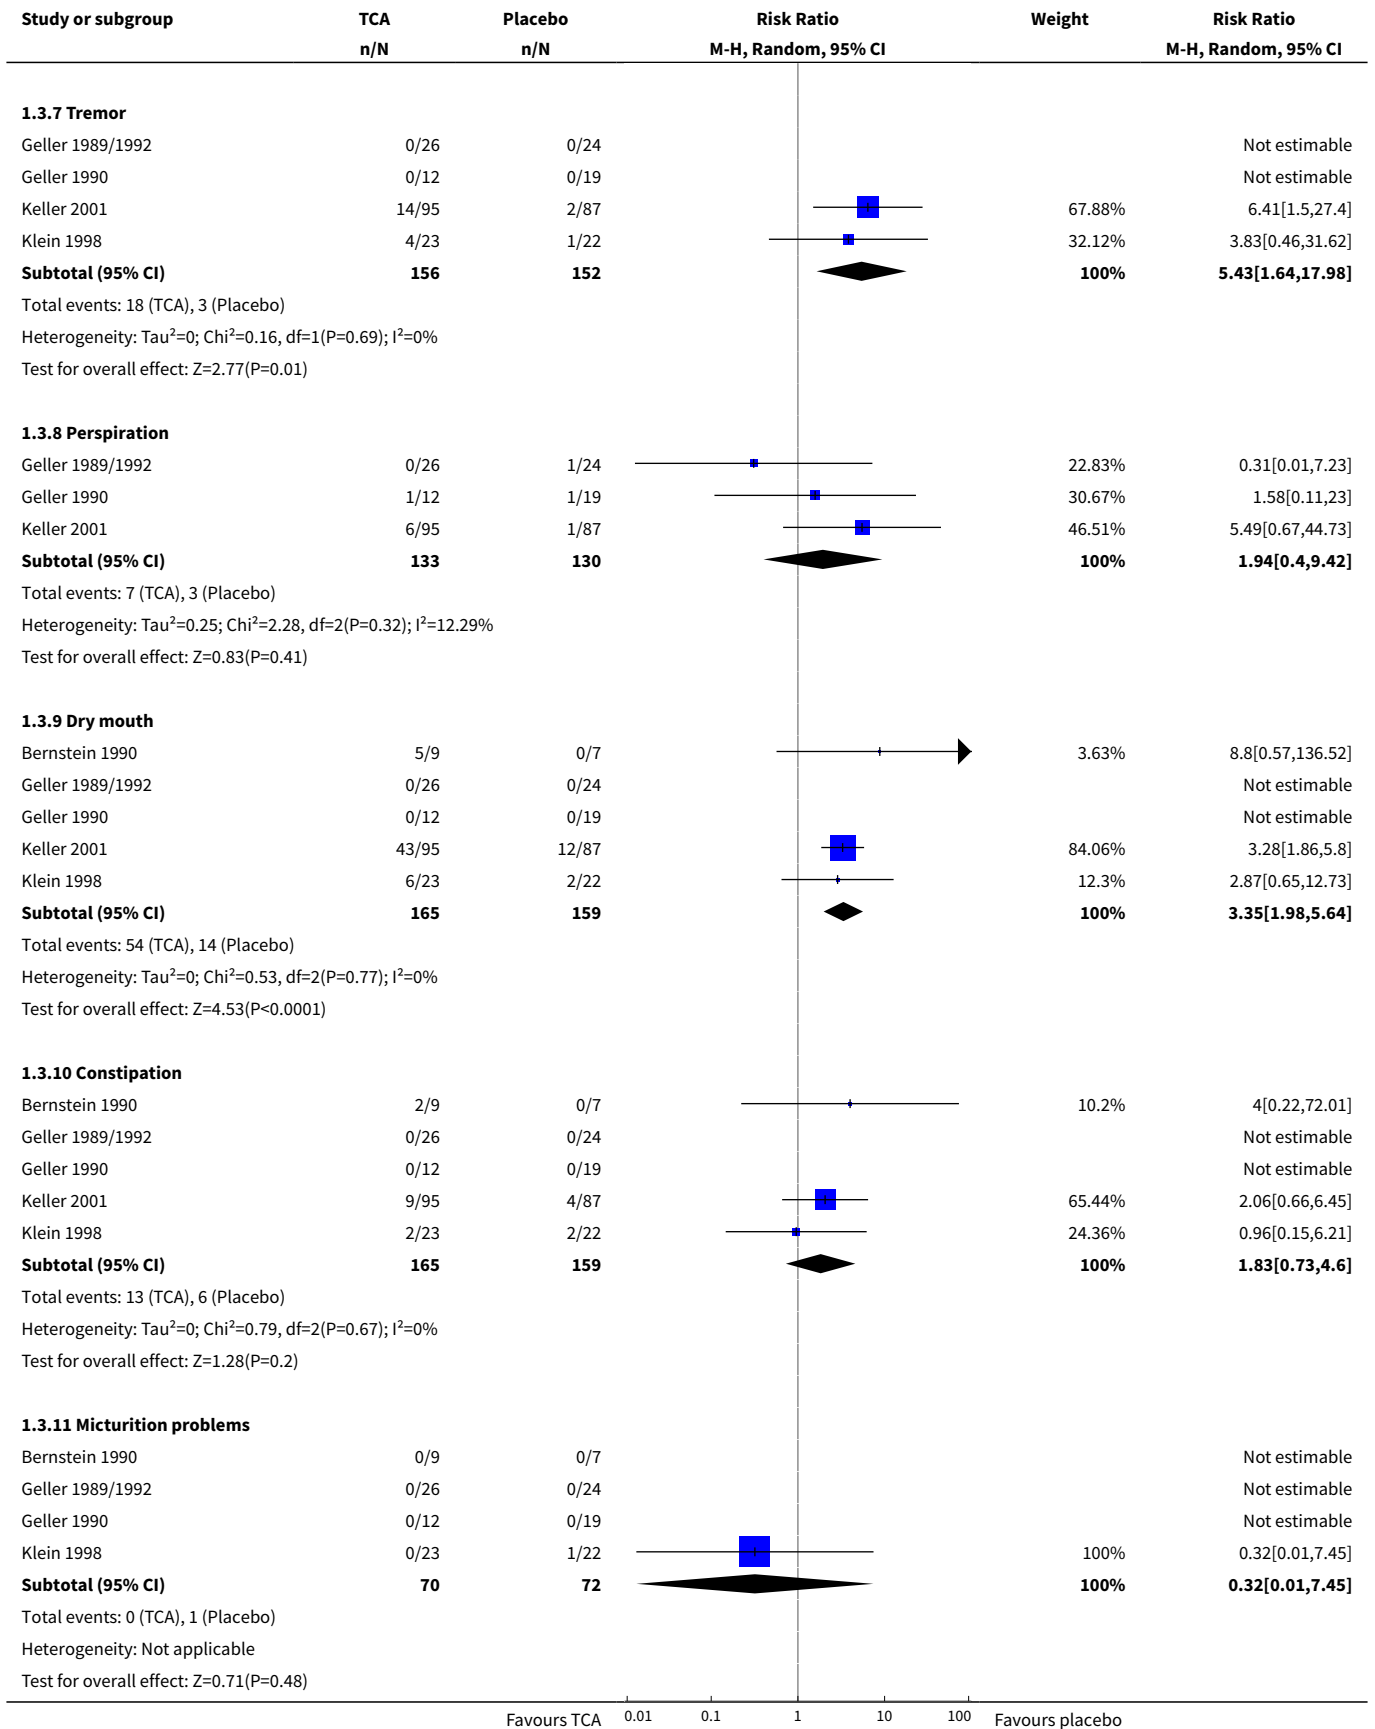 Study or subgroup TCA Placebo Risk Ratio Weight Risk Ratio
n/N n/N M-H, Random, 95% CI M-H, Random, 95% CI
1.3.7 Tremor
Geller 1989/1992 0/26 0/24 Not estimable
Geller 1990 0/12 0/19 Not estimable
Keller 2001 14/95 2/87 67.88% 6.41[1.5,27.4]
Klein 1998 4/23 1/22 32.12% 3.83[0.46,31.62]
Subtotal (95% CI) 156 152 100% 5.43[1.64,17.98]
Total events: 18 (TCA), 3 (Placebo)
Heterogeneity: Tau²=0; Chi²=0.16, df=1(P=0.69); I²=0%
Test for overall effect: Z=2.77(P=0.01)
1.3.8 Perspiration
Geller 1989/1992 0/26 1/24 22.83% 0.31[0.01,7.23]
Geller 1990 1/12 1/19 30.67% 1.58[0.11,23]
Keller 2001 6/95 1/87 46.51% 5.49[0.67,44.73]
Subtotal (95% CI) 133 130 100% 1.94[0.4,9.42]
Total events: 7 (TCA), 3 (Placebo)
Heterogeneity: Tau²=0.25; Chi²=2.28, df=2(P=0.32); I²=12.29%
Test for overall effect: Z=0.83(P=0.41)
1.3.9 Dry mouth
Bernstein 1990 5/9 0/7 3.63% 8.8[0.57,136.52]
Geller 1989/1992 0/26 0/24 Not estimable
Geller 1990 0/12 0/19 Not estimable
Keller 2001 43/95 12/87 84.06% 3.28[1.86,5.8]
Klein 1998 6/23 2/22 12.3% 2.87[0.65,12.73]
Subtotal (95% CI) 165 159 100% 3.35[1.98,5.64]
Total events: 54 (TCA), 14 (Placebo)
Heterogeneity: Tau²=0; Chi²=0.53, df=2(P=0.77); I²=0%
Test for overall effect: Z=4.53(P<0.0001)
1.3.10 Constipation
Bernstein 1990 2/9 0/7 10.2% 4[0.22,72.01]
Geller 1989/1992 0/26 0/24 Not estimable
Geller 1990 0/12 0/19 Not estimable
Keller 2001 9/95 4/87 65.44% 2.06[0.66,6.45]
Klein 1998 2/23 2/22 24.36% 0.96[0.15,6.21]
Subtotal (95% CI) 165 159 100% 1.83[0.73,4.6]
Total events: 13 (TCA), 6 (Placebo)
Heterogeneity: Tau²=0; Chi²=0.79, df=2(P=0.67); I²=0%
Test for overall effect: Z=1.28(P=0.2)
1.3.11 Micturition problems
Bernstein 1990 0/9 0/7 Not estimable
Geller 1989/1992 0/26 0/24 Not estimable
Geller 1990 0/12 0/19 Not estimable
Klein 1998 0/23 1/22 100% 0.32[0.01,7.45]
Subtotal (95% CI) 70 72 100% 0.32[0.01,7.45]
Total events: 0 (TCA), 1 (Placebo)
Heterogeneity: Not applicable
Test for overall effect: Z=0.71(P=0.48)
Favours TCA 0.01 0.1 1 10 100 Favours placebo